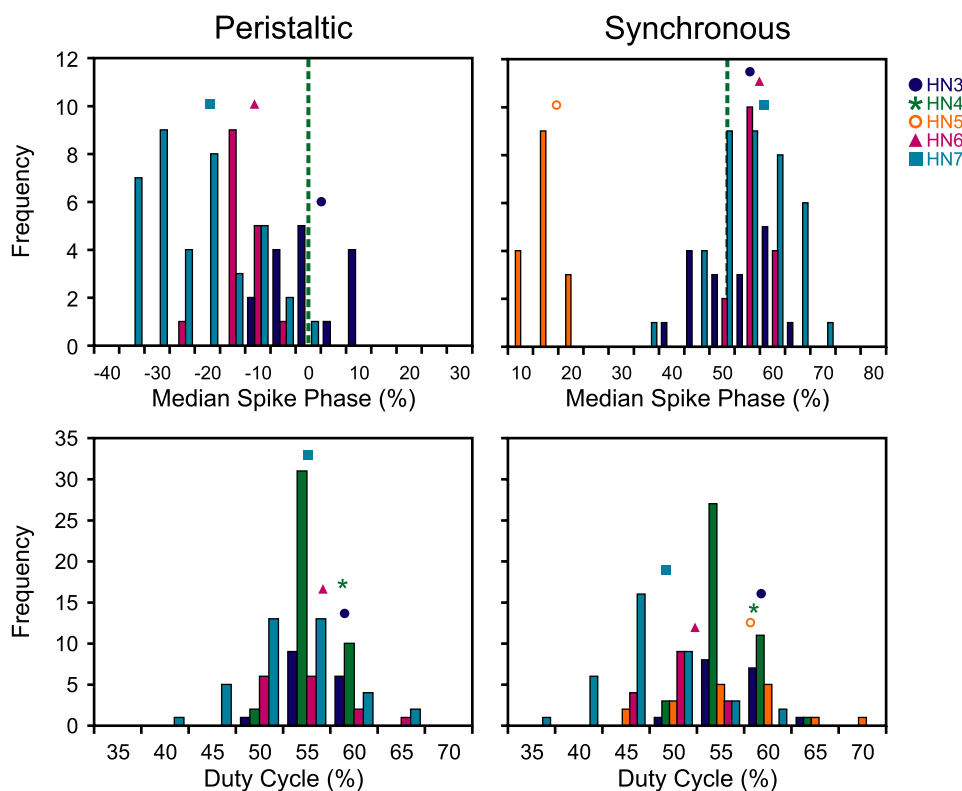 Peristaltic
Synchronous
12
10
8
6
4
2
0
Frequency
-40 -30 -20 -10 0 10 20 30
Median Spike Phase (%)
10 20 50 60 70 80
Median Spike Phase (%)
HN3
HN4
HN5
HN6
HN7
35
30
25
20
15
10
5
0
Frequency
35 40 45 50 55 60 65 70
Duty Cycle (%)
35 40 45 50 55 60 65 70
Duty Cycle (%)